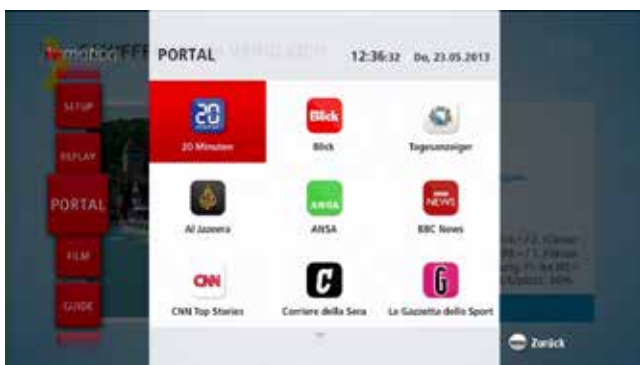 PORTAL
12:36:32 Do, 23.05.2013
SETUP
REPLAY
PORTAL
FILM
GUIDE
20
20 Minuten
Blick
Blick
Tagesanzeiger
Al Jazeera
ANSA
ANSA
NEWS
BBC News
CNN
CNN Top Stories
C
Corriere della Sera
G
La Gazzetta dello Sport
Zurück